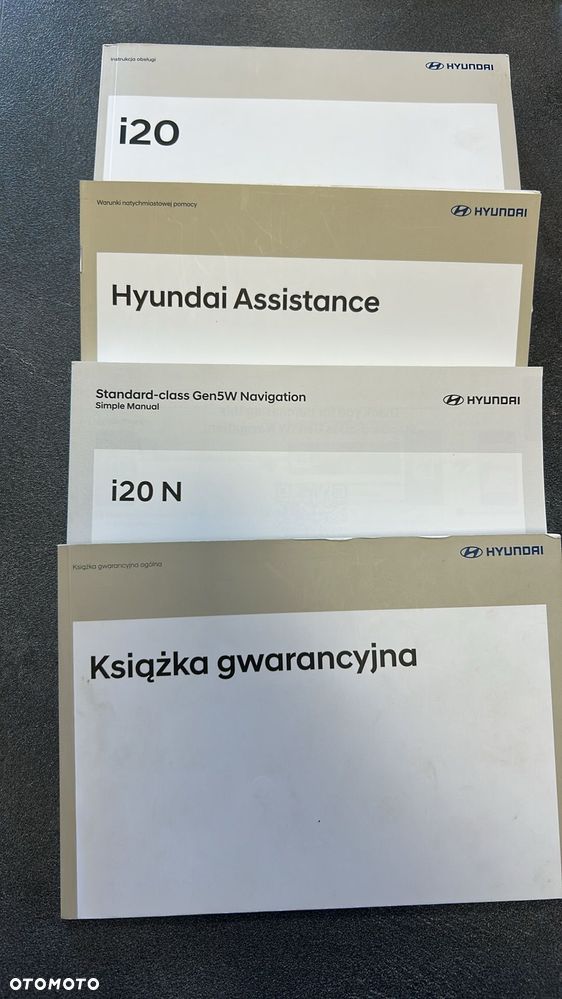 instrukcja obsługi
HYUNDAI
i20
Warunki natychmiastowej pomocy
HYUNDAI
Hyundai Assistance
Standard-class Gen5W Navigation
Simple Manual
HYUNDAI
i20 N
Książka gwarancyjna ogólna
HYUNDAI
Książka gwarancyjna
OTOMOTO